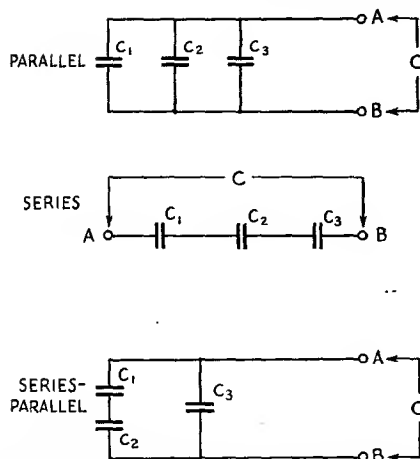 PARALLEL C₁ C₂ C₃ A
C
B
SERIES C
A C₁ C₂ C₃ B
SERIES-
PARALLEL C₁ C₂ C₃ A
C
B